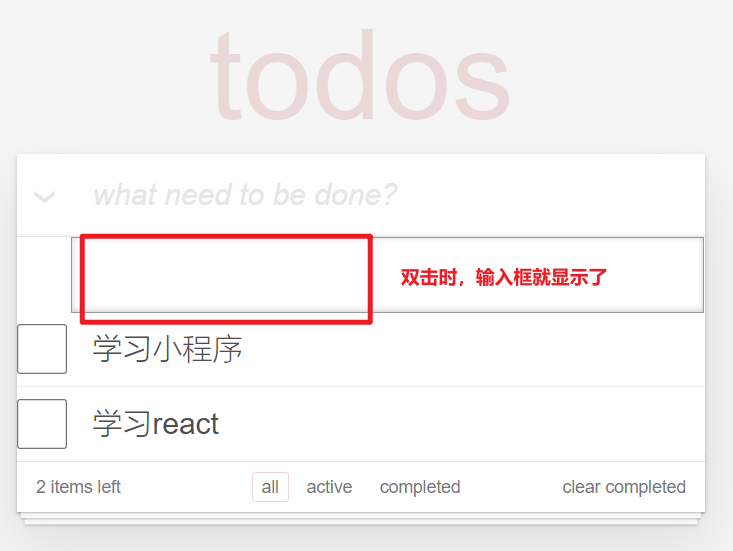 todos
what need to be done?
双击时，输入框就显示了
学习小程序
学习react
2 items left all active completed clear completed